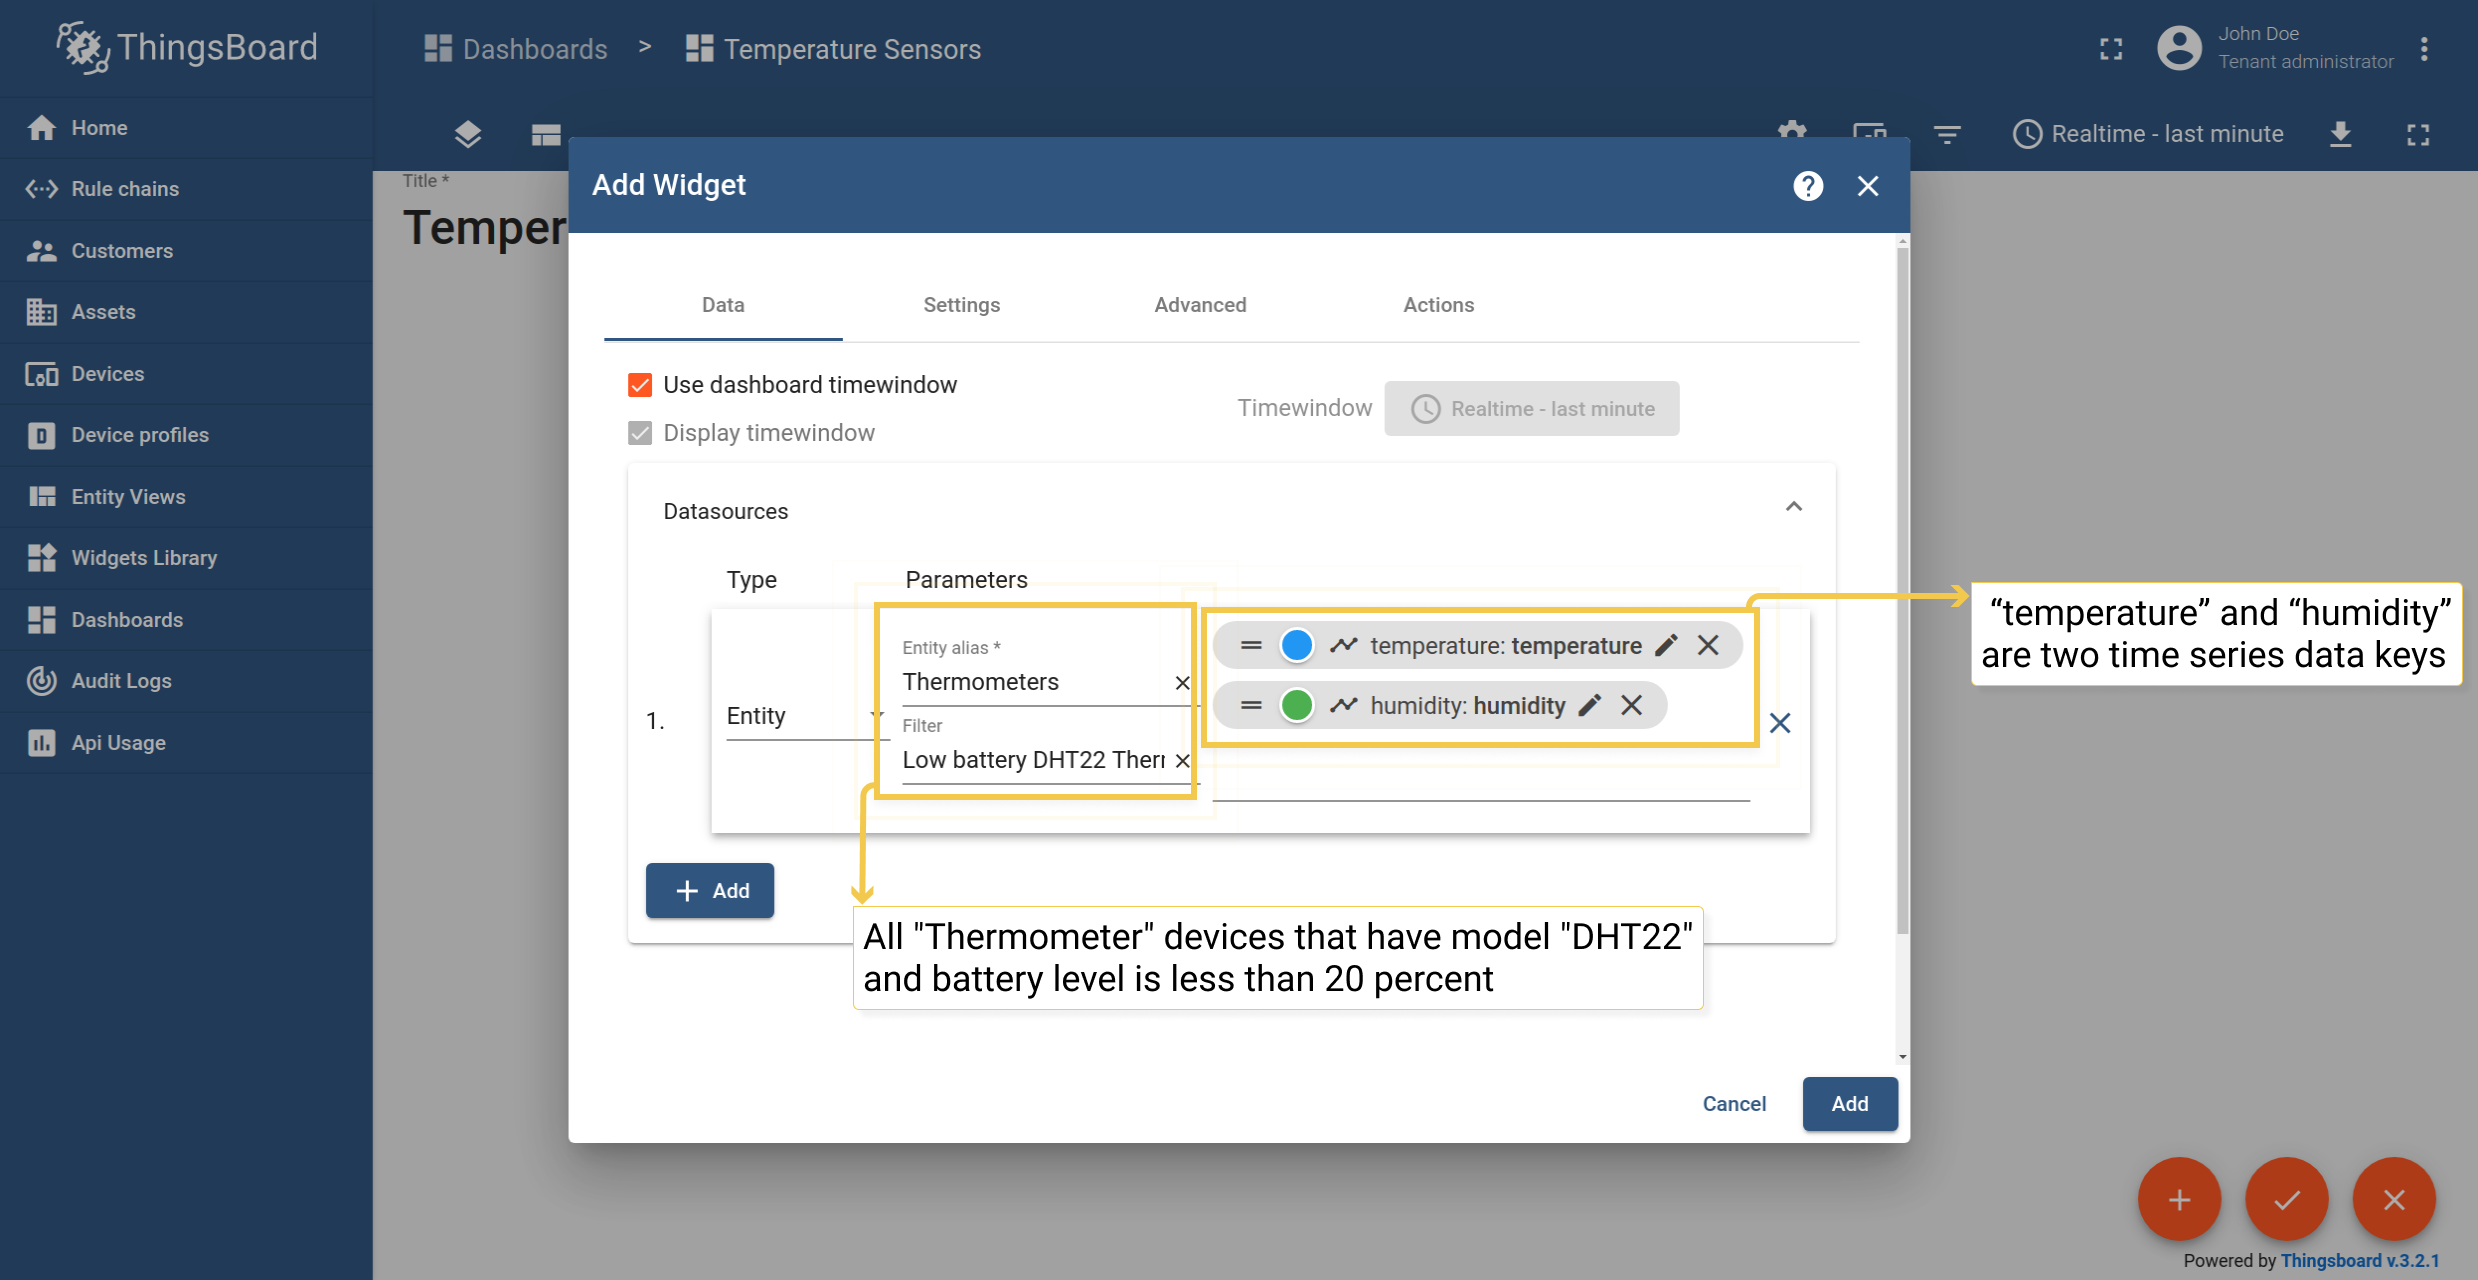 ThingsBoard
Home
Rule chains
Customers
Assets
Devices
Device profiles
Entity Views
Widgets Library
Dashboards
Audit Logs
Api Usage
Dashboards > Temperature Sensors
John Doe
Tenant administrator
Realtime - last minute
Title *
Temper
Add Widget
Data Settings Advanced Actions
Use dashboard timewindow
Display timewindow
Timewindow Realtime - last minute
Datasources
Type Parameters
1.
Entity
Entity alias *
Thermometers
Filter
Low battery DHT22 Ther
temperature: temperature
humidity: humidity
“temperature” and “humidity”
are two time series data keys
Add
All "Thermometer" devices that have model "DHT22"
and battery level is less than 20 percent
Cancel Add
Powered by Thingsboard v.3.2.1